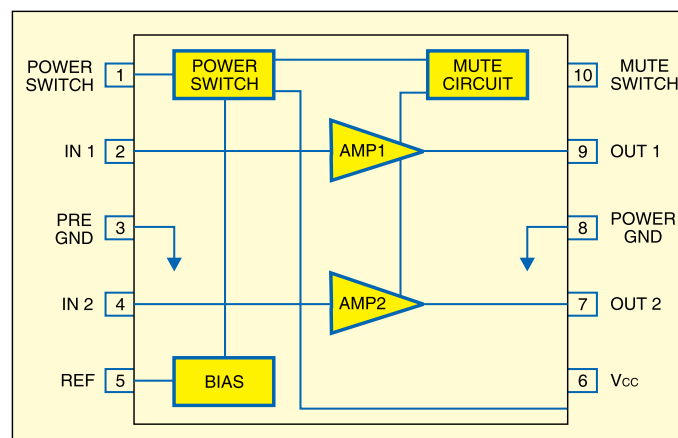 POWER
SWITCH
1
POWER
SWITCH
MUTE
CIRCUIT
10
MUTE
SWITCH
IN 1
2
AMP1
9
OUT 1
PRE
GND
3
8
POWER
GND
IN 2
4
AMP2
7
OUT 2
REF
5
BIAS
6
Vcc